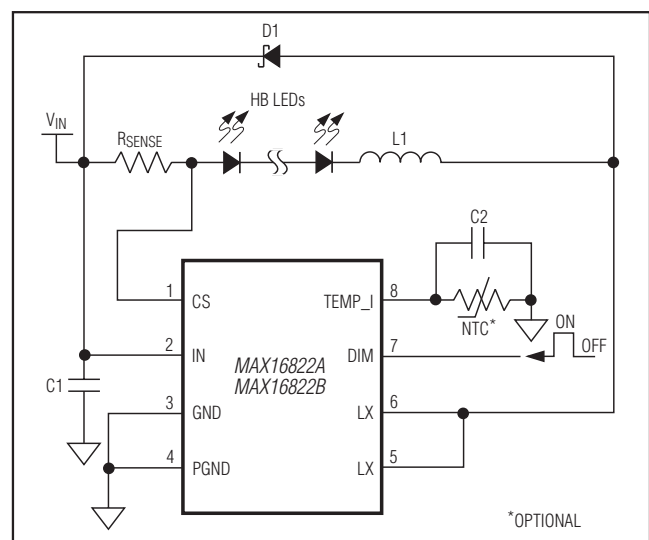 D1
HB LEDs
VIN
RSENSE
L1
C2
1
CS
TEMP_I
8
NTC*
ON
OFF
2
IN
DIM
7
MAX16822A
MAX16822B
C1
3
GND
LX
6
4
PGND
LX
5
*OPTIONAL